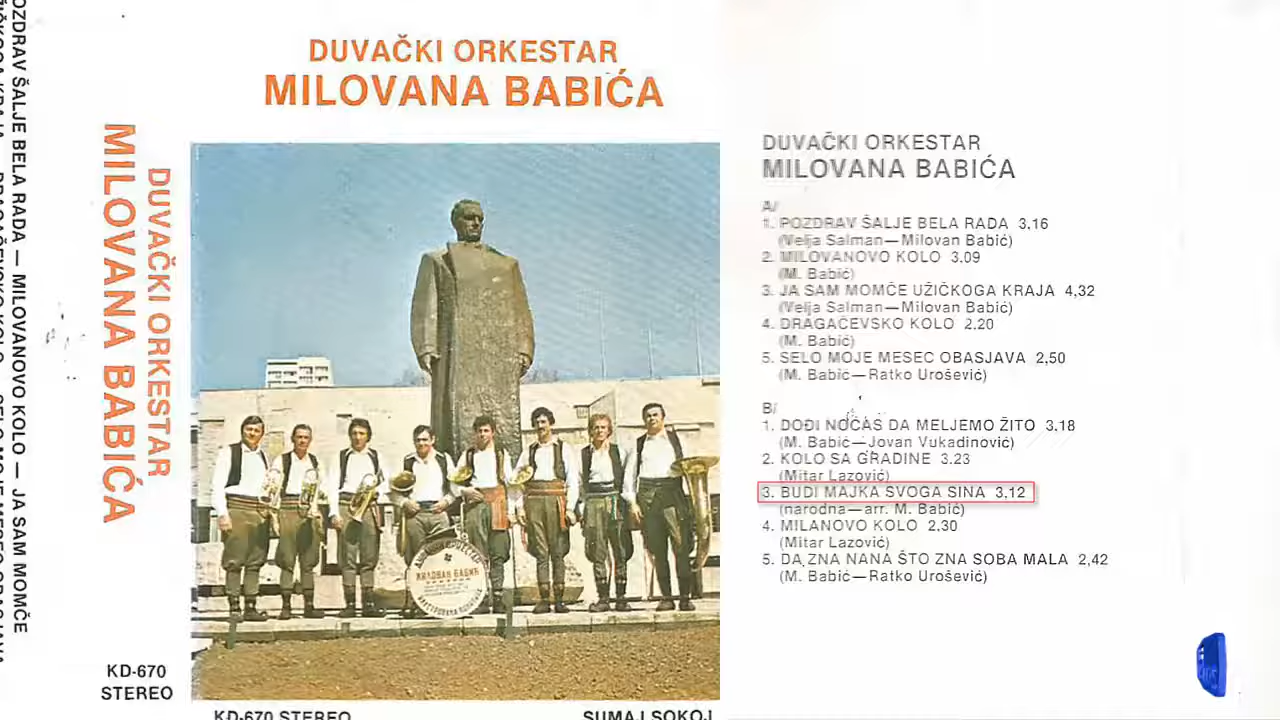 POZDRAV ŠALJE BELA RADA — MILOVANOVO KOLO — JA SAM MOMČE
DUVAČKI ORKESTAR
MILOVANA BABIĆA
KD-670
STEREO
DUVAČKI ORKESTAR
MILOVANA BABIĆA
МИЛОВАН БАБИЋ
KD-670 STEREO
SUMAJ SOKOJ
DUVAČKI ORKESTAR
MILOVANA BABIĆA
A/
1. POZDRAV ŠALJE BELA RADA 3,16
(Velja Salman—Milovan Babić)
2. MILOVANOVO KOLO 3.09
(M. Babić)
3. JA SAM MOMČE UŽIČKOGA KRAJA 4,32
(Velja Salman—Milovan Babić)
4. DRAGAČEVSKO KOLO 2.20
(M. Babić)
5. SELO MOJE MESEC OBASJAVA 2,50
(M. Babić—Ratko Urošević)
B/
1. DOĐI NOĆAS DA MELJEMO ŽITO 3.18
(M. Babić—Jovan Vukadinović)
2. KOLO SA GRADINE 3.23
(Mitar Lazović)
3. BUDI MAJKA SVOGA SINA 3,12
(narodna—arr. M. Babić)
4. MILANOVO KOLO 2,30
(Mitar Lazović)
5. DA ZNA NANA ŠTO ZNA SOBA MALA 2,42
(M. Babić—Ratko Urošević)